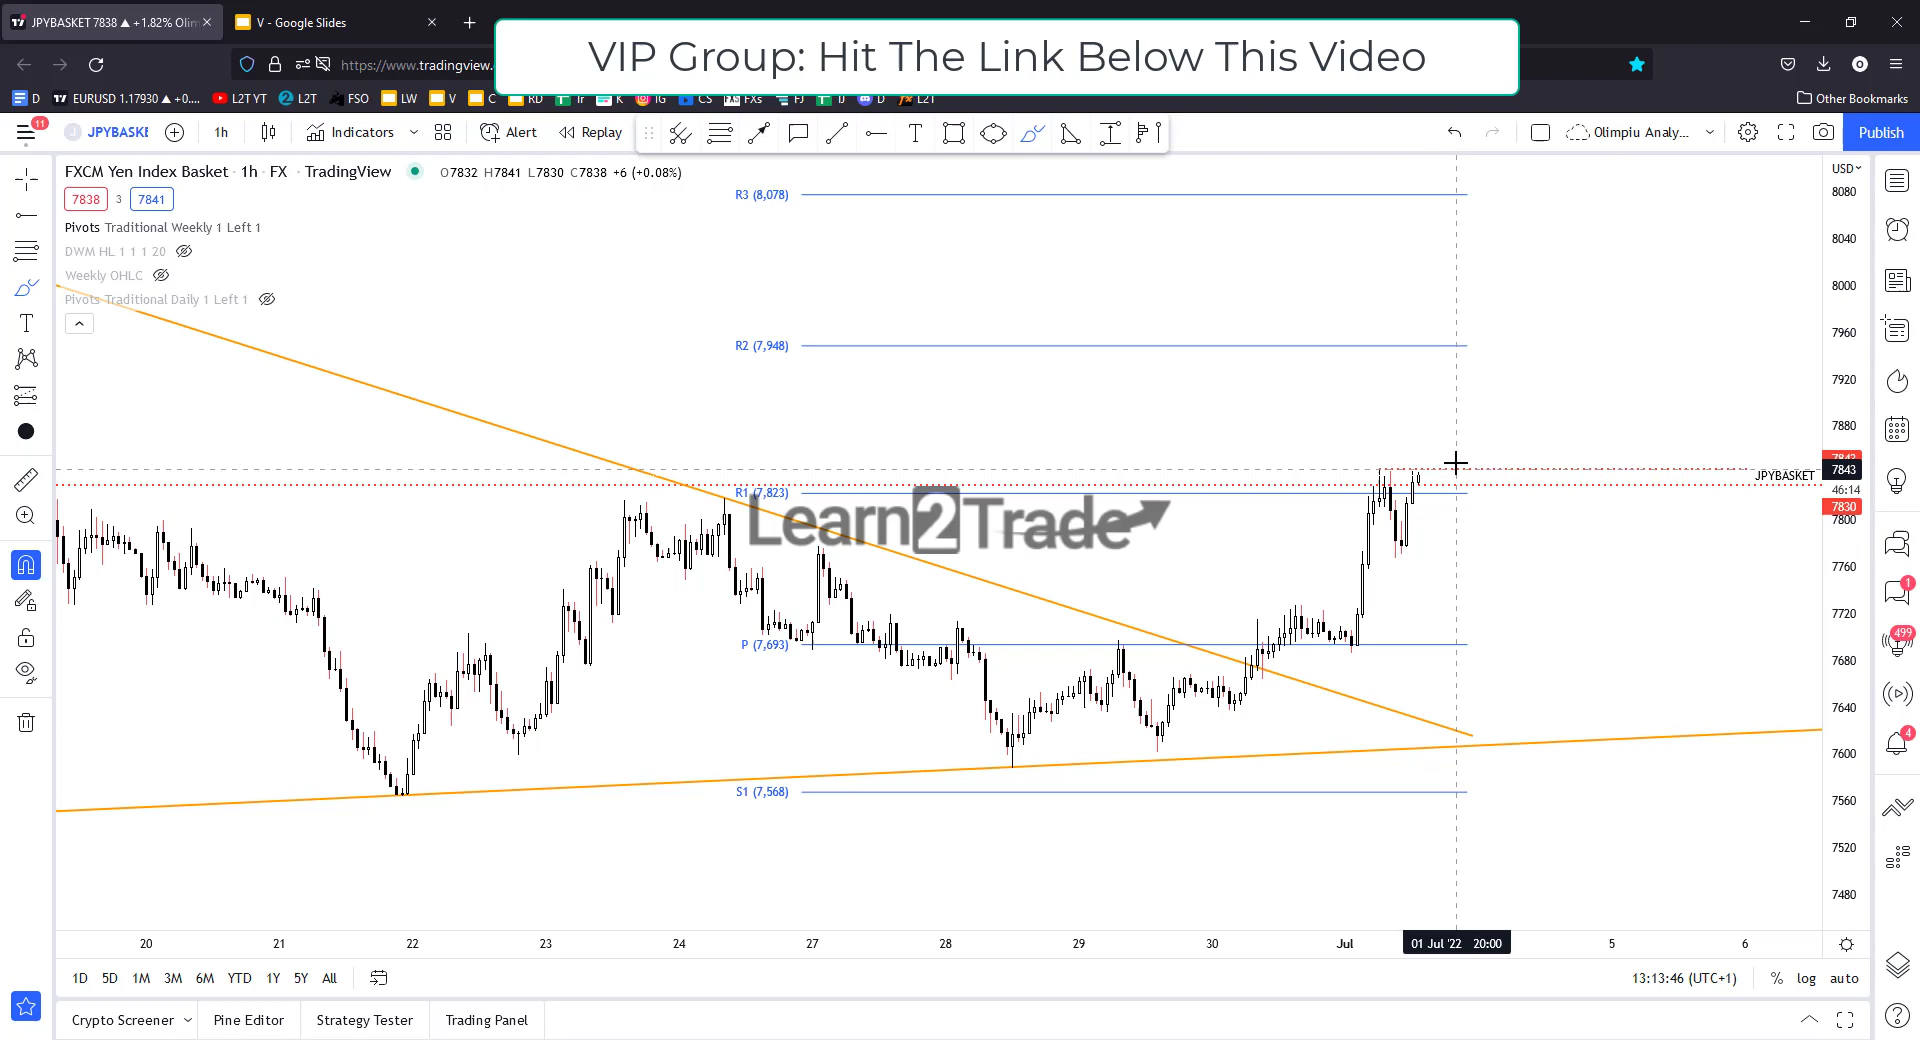 JPYBASKET 7838 ▲ +1.82% Olim
V - Google Slides
VIP Group: Hit The Link Below This Video
https://www.tradingview.
D
EURUSD 1.17930 ▲ +0....
L2T YT
L2T
FSO
LW
V
C
RD
Tr
K
IG
CS
FXs
FJ
TJ
D
L2T
Other Bookmarks
11
JPYBASKE
1h
Indicators
Alert
Replay
Olimpiu Analy...
Publish
FXCM Yen Index Basket · 1h · FX · TradingView
O7832 H7841 L7830 C7838 +6 (+0.08%)
USD
7838
3
7841
Pivots Traditional Weekly 1 Left 1
DWM HL 1 1 1 20
Weekly OHLC
Pivots Traditional Daily 1 Left 1
R3 (8,078)
R2 (7,948)
R1 (7,823)
P (7,693)
S1 (7,568)
Learn2Trade
JPYBASKET
8080
8040
8000
7960
7920
7880
7843
46:14
7830
7800
7760
7720
7680
7640
7600
7560
7520
7480
1
499
4
20
21
22
23
24
27
28
29
30
Jul
01 Jul '22 20:00
5
6
1D
5D
1M
3M
6M
YTD
1Y
5Y
All
13:13:46 (UTC+1)
%
log
auto
Crypto Screener
Pine Editor
Strategy Tester
Trading Panel